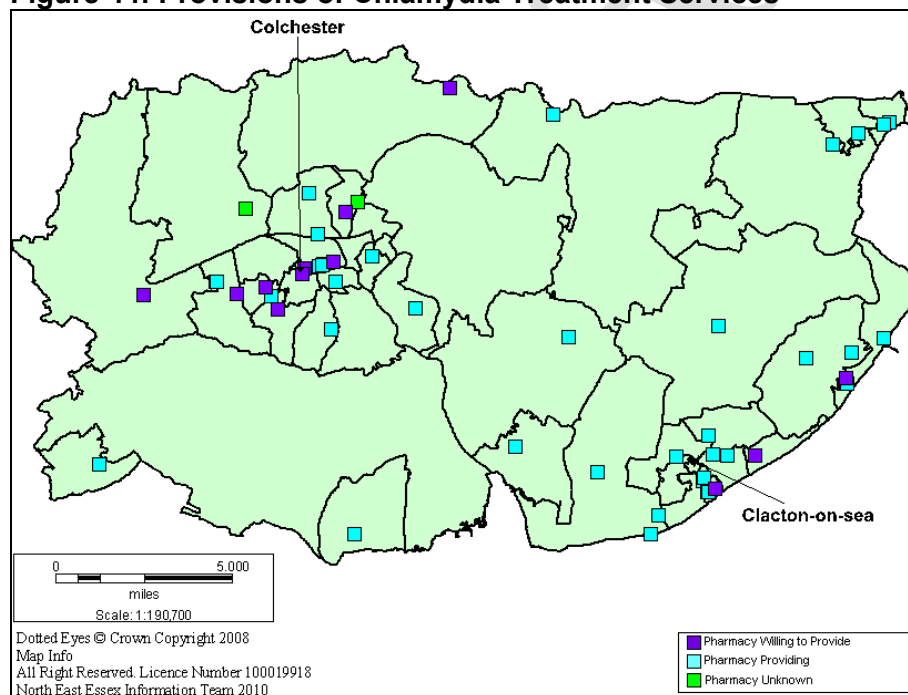 Colchester
Clacton-on-sea
0 5.000
miles
Scale: 1:190,700
Dotted Eyes © Crown Copyright 2008
Map Info
All Right Reserved. Licence Number 100019918
North East Essex Information Team 2010
Pharmacy Willing to Provide
Pharmacy Providing
Pharmacy Unknown